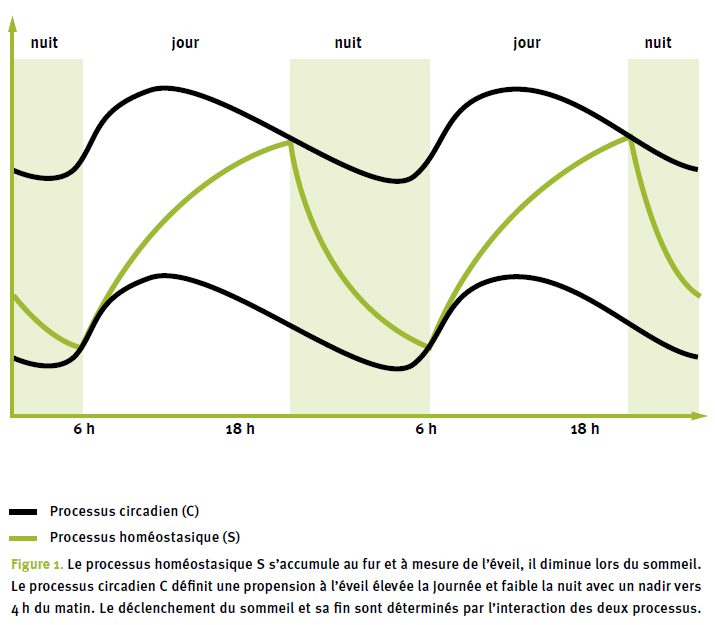 nuit jour nuit jour nuit
6 h 18 h 6 h 18 h
Processus circadien (C)
Processus homéostasique (S)
Figure 1. Le processus homéostasique S s'accumule au fur et à mesure de l'éveil, il diminue lors du sommeil.
Le processus circadien C définit une propension à l'éveil élevée la journée et faible la nuit avec un nadir vers
4 h du matin. Le déclenchement du sommeil et sa fin sont déterminés par l'interaction des deux processus.